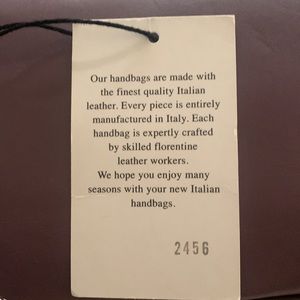 Our handbags are made with
the finest quality Italian
leather. Every piece is entirely
manufactured in Italy. Each
handbag is expertly crafted
by skilled florentine
leather workers.
We hope you enjoy many
seasons with your new Italian
handbags.
2456